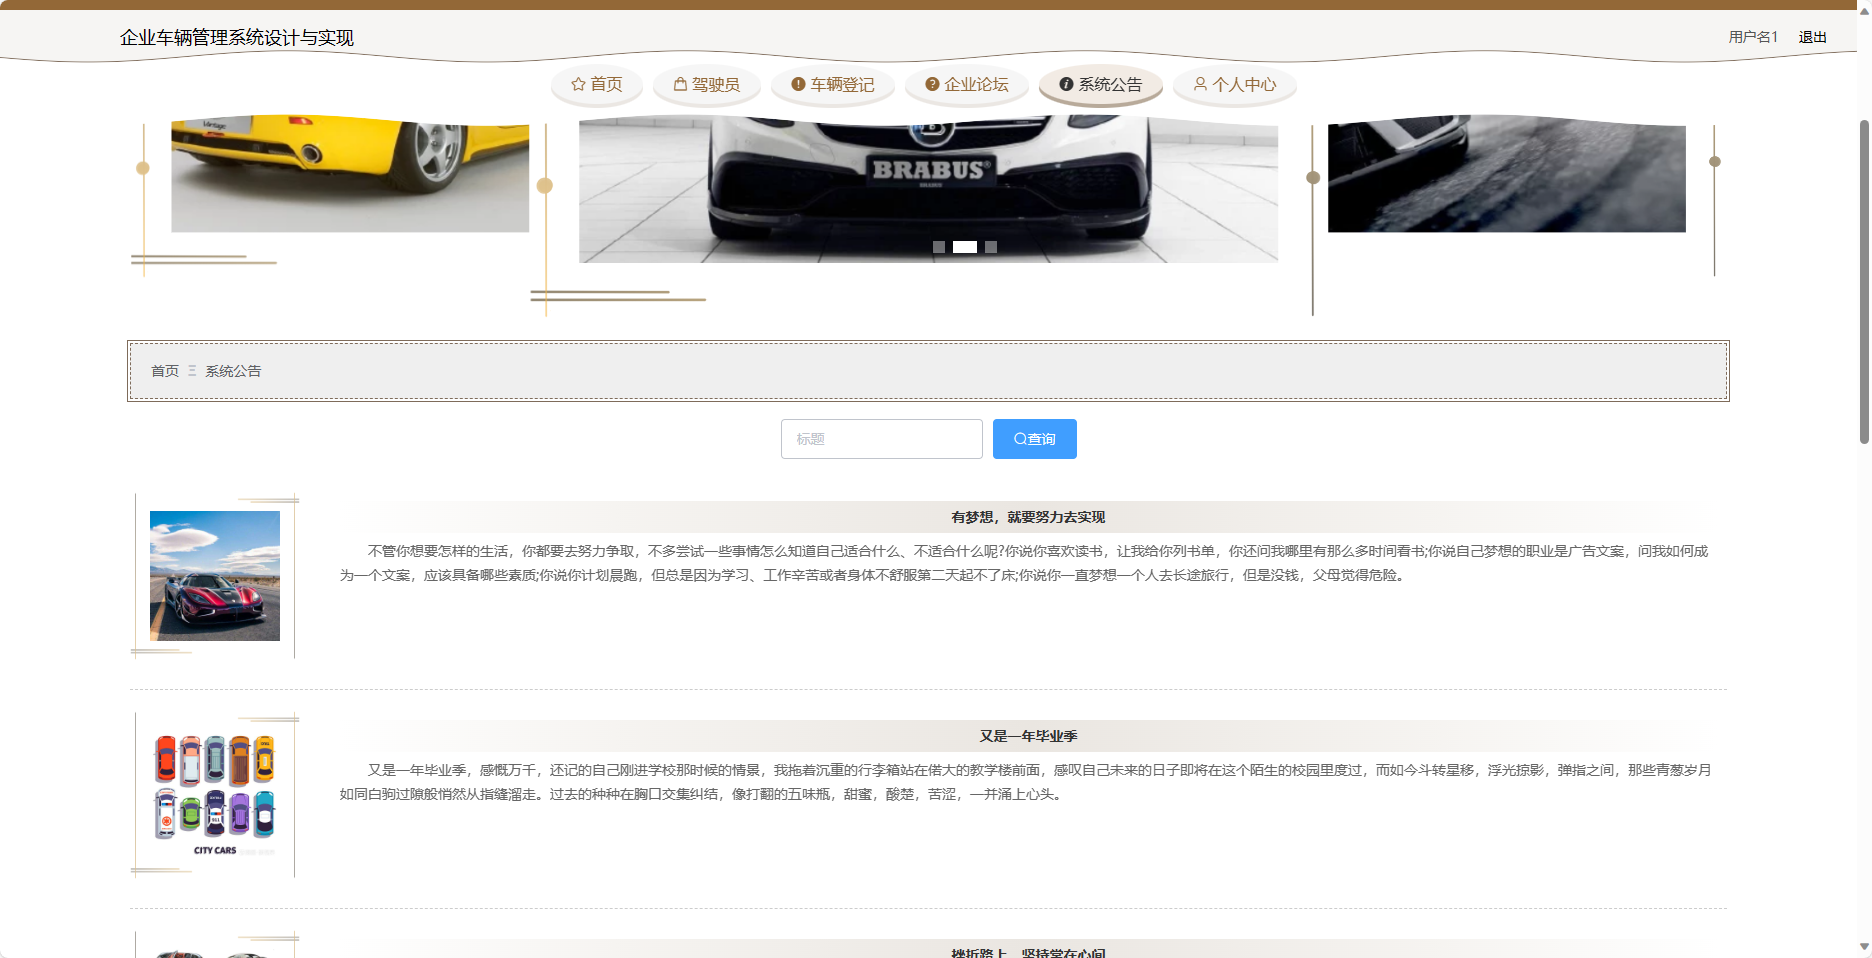 企业车辆管理系统设计与实现
用户名1 退出
首页 驾驶员 车辆登记 企业论坛 系统公告 个人中心
Vantage
BRABUS
BRABUS
首页 系统公告
标题 查询
有梦想，就要努力去实现
不管你想要怎样的生活，你都要去努力争取，不多尝试一些事情怎么知道自己适合什么、不适合什么呢?你说你喜欢读书，让我给你列书单，你还问我哪里有那么多时间看书;你说自己梦想的职业是广告文案，问我如何成
为一个文案，应该具备哪些素质;你说你计划晨跑，但总是因为学习、工作辛苦或者身体不舒服第二天起不了床;你说你一直梦想一个人去长途旅行，但是没钱，父母觉得危险。
又是一年毕业季
又是一年毕业季，感慨万千，还记的自己刚进学校那时候的情景，我拖着沉重的行李箱站在偌大的教学楼前面，感叹自己未来的日子即将在这个陌生的校园里度过，而如今斗转星移，浮光掠影，弹指之间，那些青葱岁月
如同白驹过隙般悄然从指缝溜走。过去的种种在胸口交集纠结，像打翻的五味瓶，甜蜜，酸楚，苦涩，一并涌上心头。
CITY CARS
挫折路上，坚持常在心间